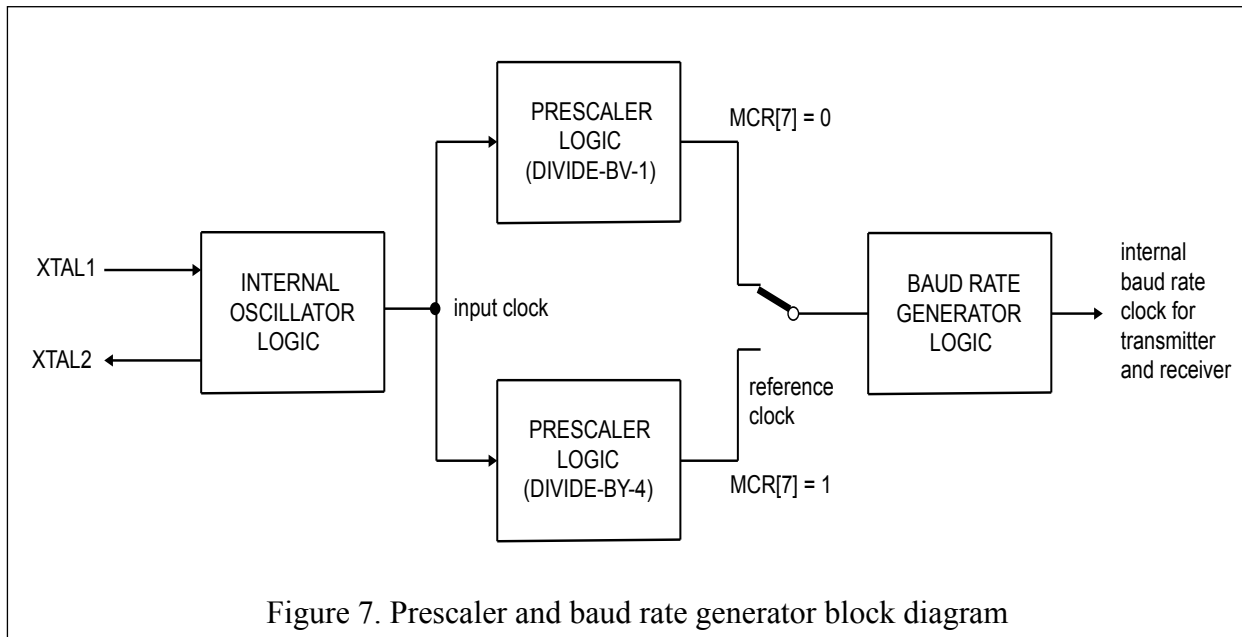 PRESCALER
LOGIC
(DIVIDE-BV-1)
MCR[7] = 0
XTAL1
XTAL2
INTERNAL
OSCILLATOR
LOGIC
input clock
BAUD RATE
GENERATOR
LOGIC
internal
baud rate
clock for
transmitter
and receiver
reference
clock
PRESCALER
LOGIC
(DIVIDE-BY-4)
MCR[7] = 1
Figure 7. Prescaler and baud rate generator block diagram